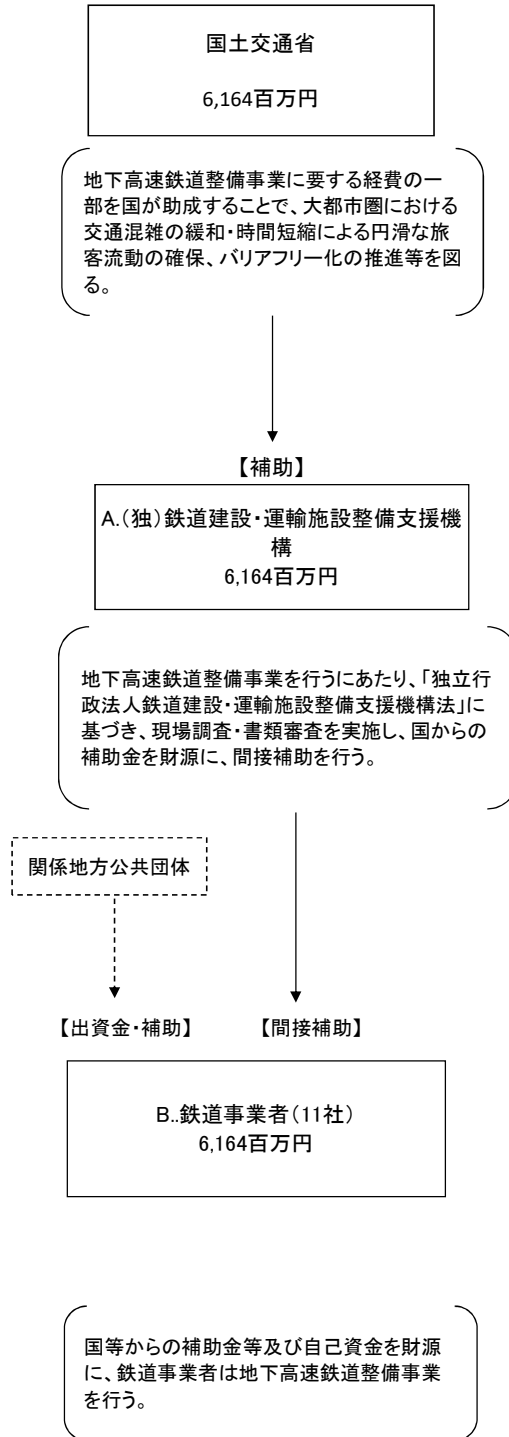 国土交通省
6,164百万円
地下高速鉄道整備事業に要する経費の一
部を国が助成することで、大都市圏における
交通混雑の緩和・時間短縮による円滑な旅
客流動の確保、バリアフリー化の推進等を図
る。
【補助】
A.(独)鉄道建設・運輸施設整備支援機
構
6,164百万円
地下高速鉄道整備事業を行うにあたり、「独立行
政法人鉄道建設・運輸施設整備支援機構法」に
基づき、現場調査・書類審査を実施し、国からの
補助金を財源に、間接補助を行う。
関係地方公共団体
【出資金・補助】 【間接補助】
B..鉄道事業者(11社)
6,164百万円
国等からの補助金等及び自己資金を財源
に、鉄道事業者は地下高速鉄道整備事業
を行う。